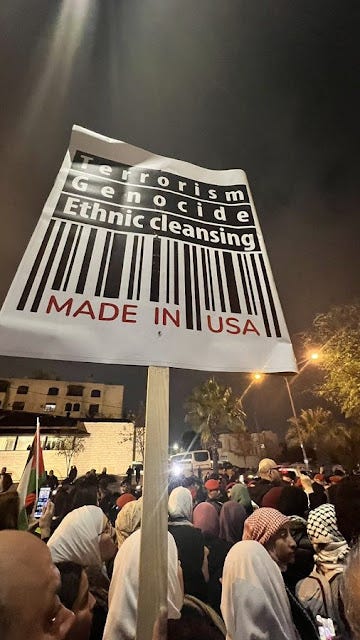 Terrorism
Genocide
Ethnic cleansing
MADE IN USA